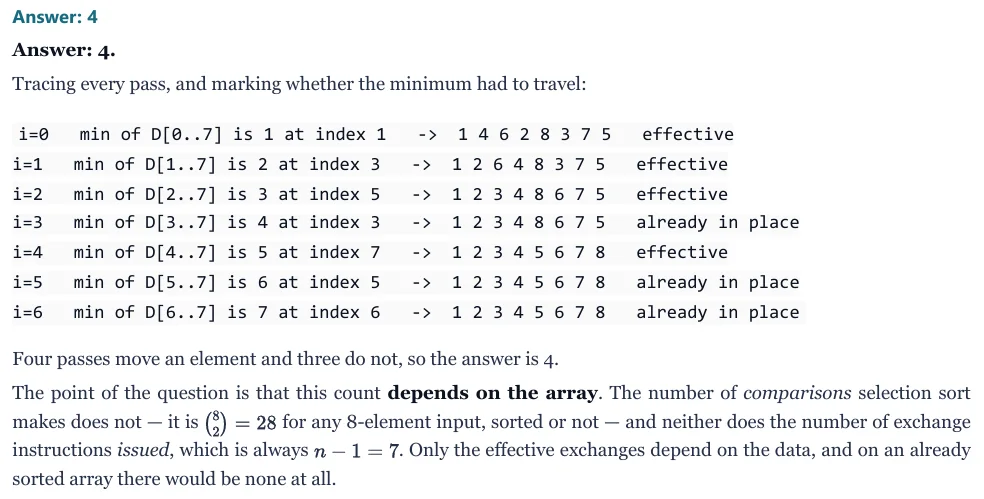 Answer: 4
Answer: 4.
Tracing every pass, and marking whether the minimum had to travel:
i=0   min of D[0..7] is 1 at index 1   ->  1 4 6 2 8 3 7 5   effective
i=1   min of D[1..7] is 2 at index 3   ->  1 2 6 4 8 3 7 5   effective
i=2   min of D[2..7] is 3 at index 5   ->  1 2 3 4 8 6 7 5   effective
i=3   min of D[3..7] is 4 at index 3   ->  1 2 3 4 8 6 7 5   already in place
i=4   min of D[4..7] is 5 at index 7   ->  1 2 3 4 5 6 7 8   effective
i=5   min of D[5..7] is 6 at index 5   ->  1 2 3 4 5 6 7 8   already in place
i=6   min of D[6..7] is 7 at index 6   ->  1 2 3 4 5 6 7 8   already in place
Four passes move an element and three do not, so the answer is 4.
The point of the question is that this count depends on the array. The number of comparisons selection sort
makes does not — it is (8 2) = 28 for any 8-element input, sorted or not — and neither does the number of exchange
instructions issued, which is always n − 1 = 7. Only the effective exchanges depend on the data, and on an already
sorted array there would be none at all.